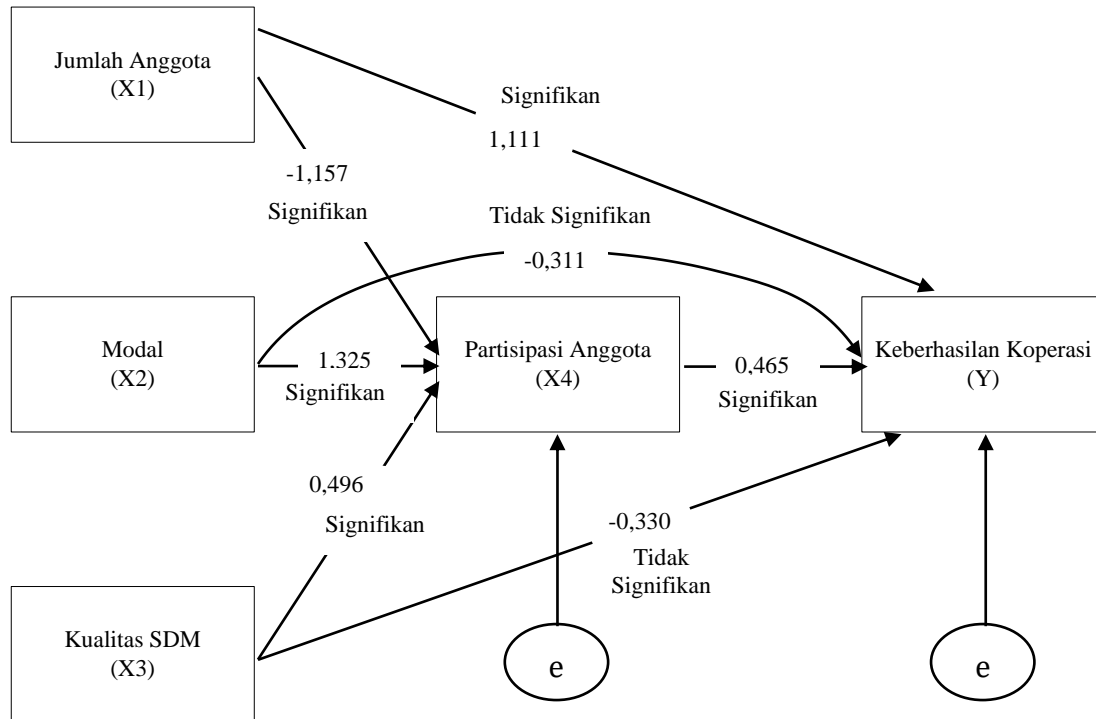 Jumlah Anggota
(X1)
Signifikan
1,111
-1,157
Signifikan
Tidak Signifikan
-0,311
Modal
(X2)
1,325
Signifikan
Partisipasi Anggota
(X4)
0,465
Signifikan
Keberhasilan Koperasi
(Y)
0,496
Signifikan
-0,330
Tidak
Signifikan
Kualitas SDM
(X3)
e
e